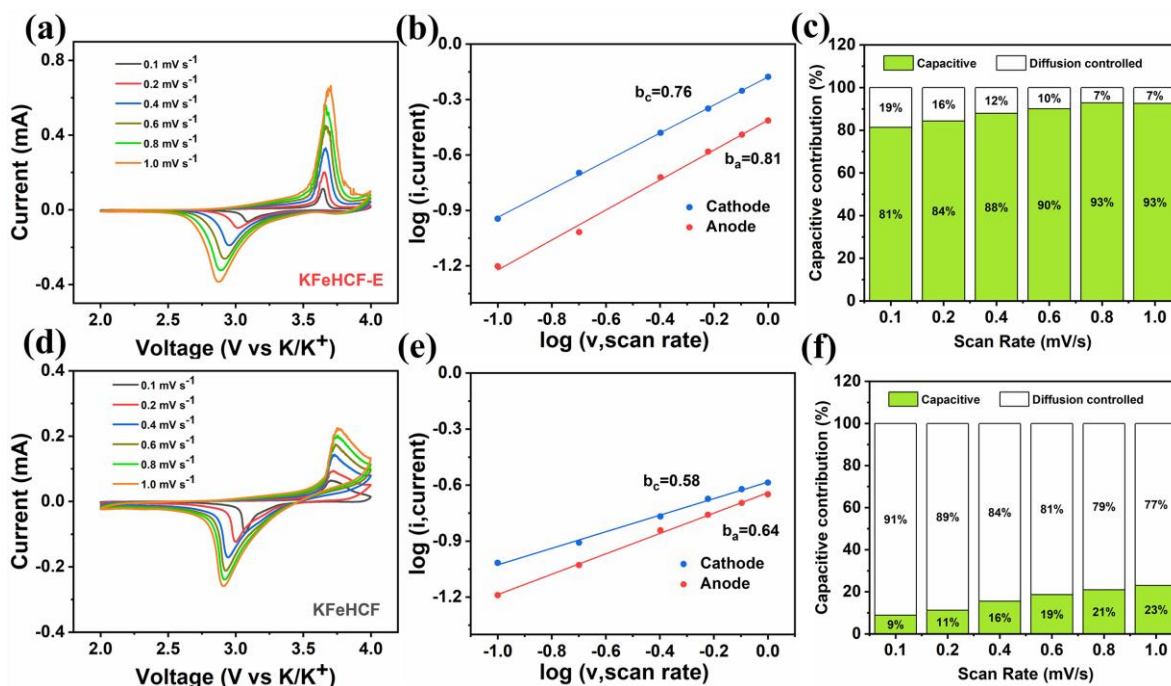 (a)
0.8
0.4
0.0
-0.4
Current (mA)
0.1 mV s⁻¹
0.2 mV s⁻¹
0.4 mV s⁻¹
0.6 mV s⁻¹
0.8 mV s⁻¹
1.0 mV s⁻¹
KFeHCF-E
2.0 2.5 3.0 3.5 4.0
Voltage (V vs K/K⁺)
(b)
0.0
-0.3
-0.6
-0.9
-1.2
log (i,current)
b_c=0.76
b_a=0.81
Cathode
Anode
-1.0 -0.8 -0.6 -0.4 -0.2 0.0
log (v,scan rate)
(c)
120
100
80
60
40
20
0
Capacitive contribution (%)
Capacitive Diffusion controlled
19% 16% 12% 10% 7% 7%
81% 84% 88% 90% 93% 93%
0.1 0.2 0.4 0.6 0.8 1.0
Scan Rate (mV/s)
(d)
0.4
0.2
0.0
-0.2
-0.4
Current (mA)
0.1 mV s⁻¹
0.2 mV s⁻¹
0.4 mV s⁻¹
0.6 mV s⁻¹
0.8 mV s⁻¹
1.0 mV s⁻¹
KFeHCF
2.0 2.5 3.0 3.5 4.0
Voltage (V vs K/K⁺)
(e)
0.0
-0.3
-0.6
-0.9
-1.2
log (i,current)
b_c=0.58
b_a=0.64
Cathode
Anode
-1.0 -0.8 -0.6 -0.4 -0.2 0.0
log (v,scan rate)
(f)
120
100
80
60
40
20
0
Capacitive contribution (%)
Capacitive Diffusion controlled
91% 89% 84% 81% 79% 77%
9% 11% 16% 19% 21% 23%
0.1 0.2 0.4 0.6 0.8 1.0
Scan Rate (mV/s)